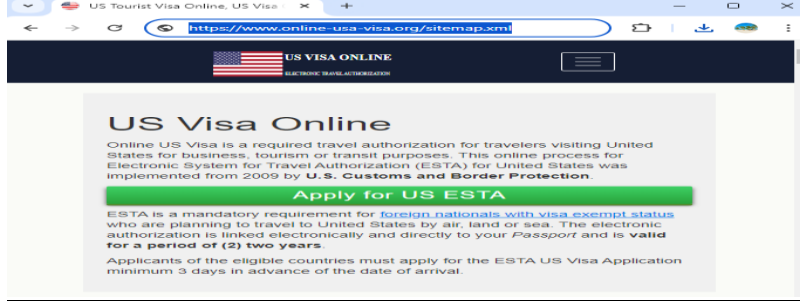 US Tourist Visa Online, US Visa
https://www.online-usa-visa.org/sitemap.xml
US VISA ONLINE
ELECTRONIC TRAVEL AUTHORIZATION
US Visa Online
Online US Visa is a required travel authorization for travelers visiting United
States for business, tourism or transit purposes. This online process for
Electronic System for Travel Authorization (ESTA) for United States was
implemented from 2009 by U.S. Customs and Border Protection.
Apply for US ESTA
ESTA is a mandatory requirement for foreign nationals with visa exempt status
who are planning to travel to United States by air, land or sea. The electronic
authorization is linked electronically and directly to your Passport and is valid
for a period of (2) two years.
Applicants of the eligible countries must apply for the ESTA US Visa Application
minimum 3 days in advance of the date of arrival.